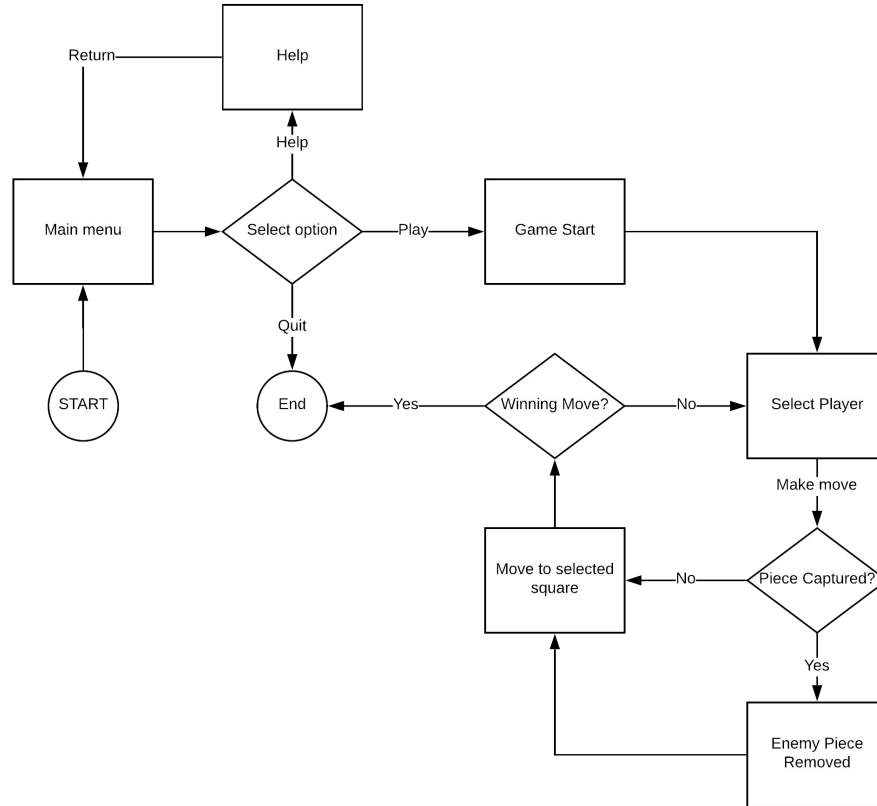 Help
Return
Help
Main menu
Select option
Play
Game Start
Quit
START
End
Yes
Winning Move?
No
Select Player
Make move
Move to selected
square
No
Piece Captured?
Yes
Enemy Piece
Removed